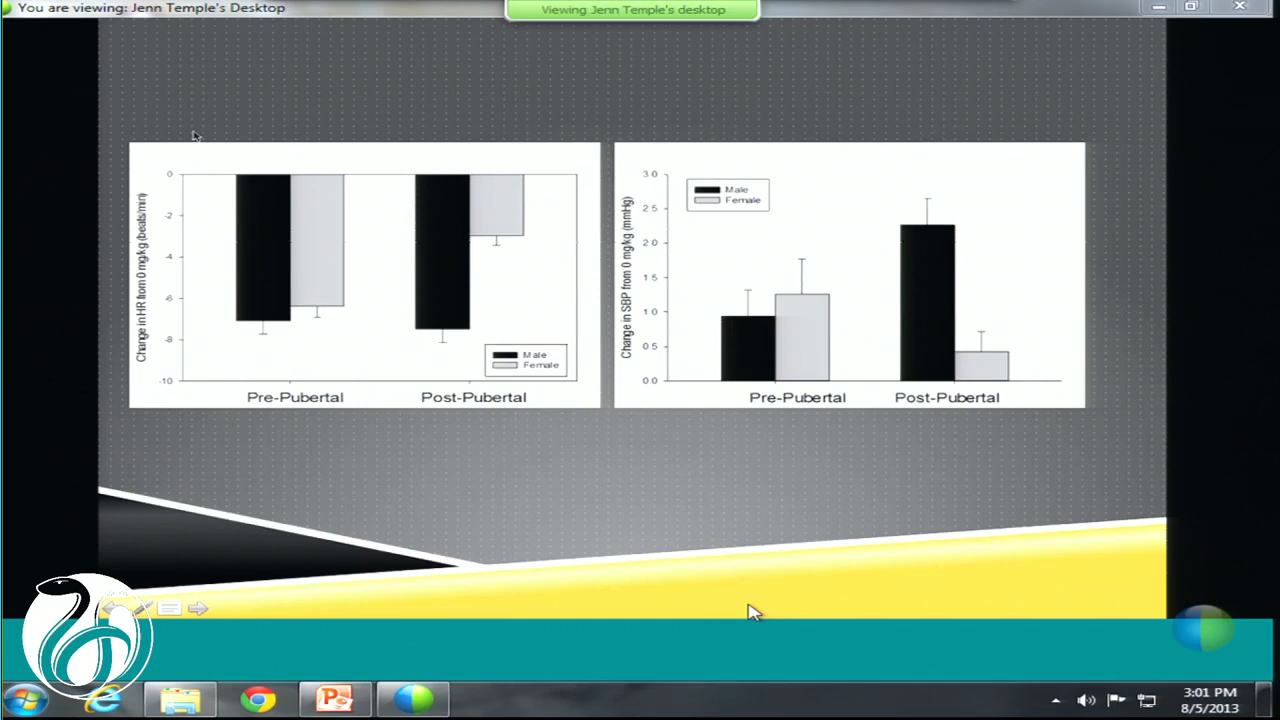 You are viewing: Jenn Temple's Desktop
Viewing Jenn Temple's desktop
Change in HR from 0 mg/kg (beats/min)
0
-2
-4
-6
-8
-10
Male
Female
Pre-Pubertal
Post-Pubertal
Change in SBP from 0 mg/kg (mmHg)
3.0
2.5
2.0
1.5
1.0
0.5
0.0
Male
Female
Pre-Pubertal
Post-Pubertal
3:01 PM
8/5/2013